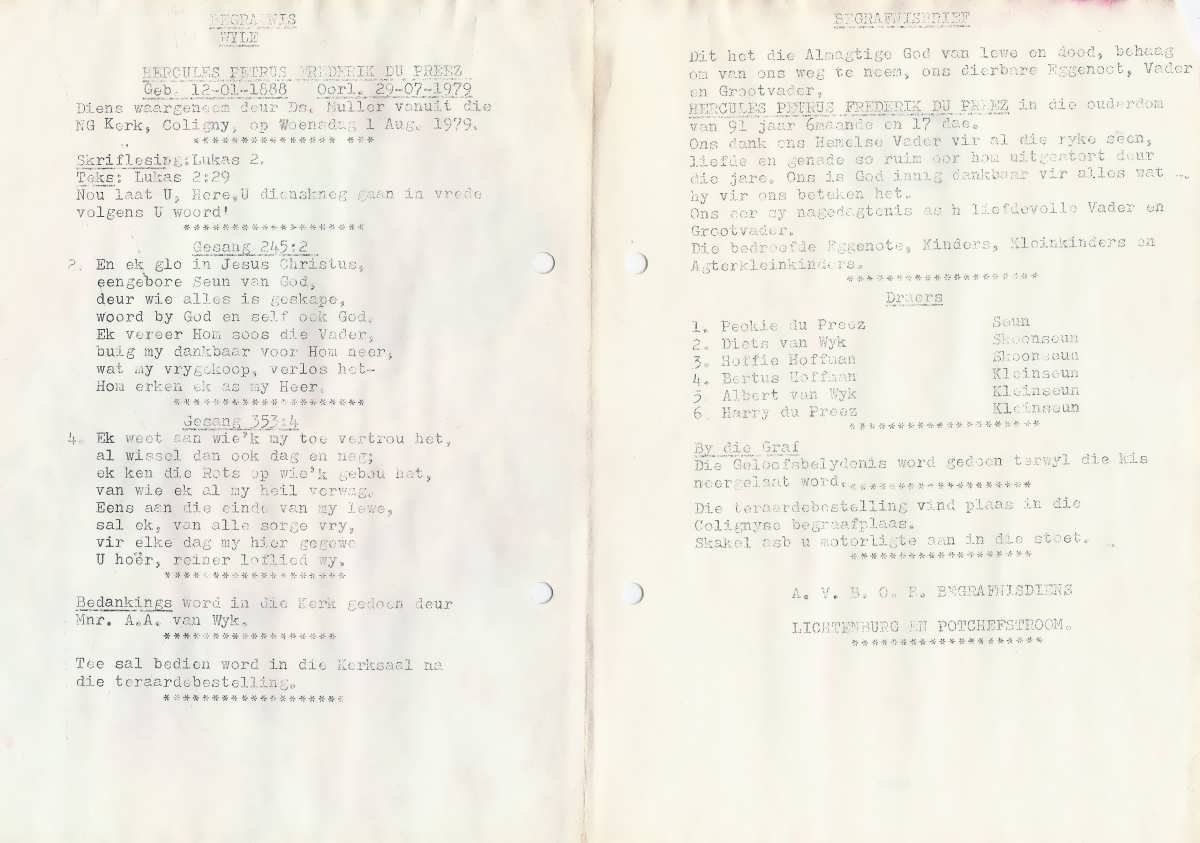 BEGRAFNIS
WYLE
HERCULES PETRUS FREDERIK DU PREEZ
Geb. 12-01-1888 Oorl. 29-07-1979
Diens waargeneem deur Ds. Muller vanuit die
NG Kerk, Coligny, op Woensdag 1 Aug. 1979.
*************** ***
Skriflesing: Lukas 2.
Teks: Lukas 2:29
Nou laat U, Here, U dienskneg gaan in vrede
volgens U woord!
*******************
Gesang 245:2
2. En ek glo in Jesus Christus,
eengebore Seun van God,
deur wie alles is geskape,
woord by God en self ook God.
Ek vereer Hom soos die Vader,
buig my dankbaar voor Hom neer,
wat my vrygekoop, verlos het-
Hom erken ek as my Heer.
********************
Gesang 353:4
4. Ek weet aan wie'k my toe vertrou het,
al wissel dan ook dag en nag;
ek ken die Rots op wie'k gebou het,
van wie ek al my heil verwag.
Eens aan die einde van my lewe,
sal ek, van alle sorge vry,
vir elke dag my hier gegewe
U hoër, reiner loflied wy.
*******************
Bedankings word in die Kerk gedoen deur
Mnr. A.A. van Wyk.
******************
Tee sal bedien word in die Kerksaal na
die teraardebestelling.
*******************
BEGRAFNISBRIEF
Dit het die Almagtige God van lewe en dood, behaag
om van ons weg te neem, ons dierbare Eggenoot, Vader
en Grootvader,
HERCULES PETRUS FREDERIK DU PREEZ in die ouderdom
van 91 jaar 6maande en 17 dae.
Ons dank ons Hemelse Vader vir al die ryke seën,
liefde en genade so ruim oor hom uitgestort deur
die jare. Ons is God innig dankbaar vir alles wat
hy vir ons beteken het.
Ons eer sy nagedagtenis as h liefdevolle Vader en
Grootvader.
Die bedroefde Eggenote, Kinders, Kleinkinders en
Agterkleinkinders.
********************
Draers
1. Peokie du Preez Seun
2. Diets van Wyk Skoonseun
3. Hoffie Hoffman Skoonseun
4. Bertus Hoffman Kleinseun
5 Albert van Wyk Kleinseun
6. Harry du Preez Kleinseun
********************
By die Graf
Die Geloofsbelydenis word gedoen terwyl die kis
neergelaat word.*******************
Die teraardebestelling vind plaas in die
Colignyse begraafplaas.
Skakel asb u motorligte aan in die stoet.
*******************
A. V. B. O. B. BEGRAFNISDIENS
LICHTENBURG EN POTCHEFSTROOM.
********************